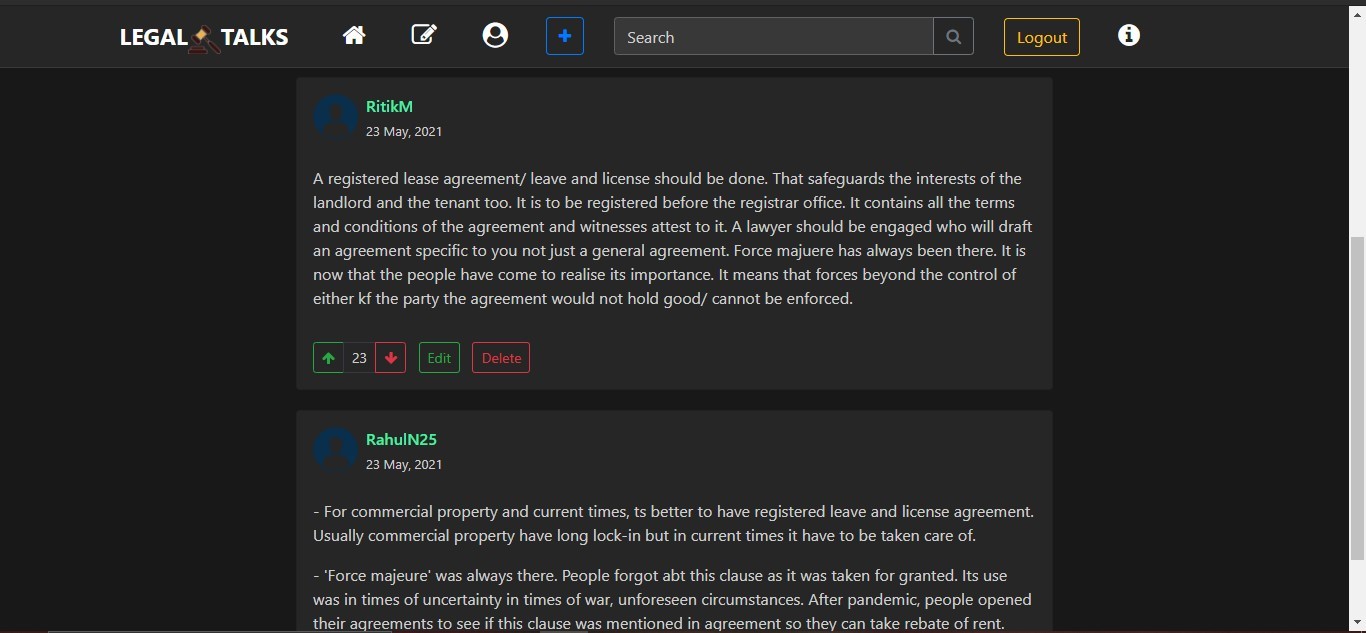 LEGAL TALKS
Search
Logout
RitikM
23 May, 2021
A registered lease agreement/ leave and license should be done. That safeguards the interests of the
landlord and the tenant too. It is to be registered before the registrar office. It contains all the terms
and conditions of the agreement and witnesses attest to it. A lawyer should be engaged who will draft
an agreement specific to you not just a general agreement. Force majuere has always been there. It is
now that the people have come to realise its importance. It means that forces beyond the control of
either kf the party the agreement would not hold good/ cannot be enforced.
23
Edit
Delete
RahulN25
23 May, 2021
- For commercial property and current times, ts better to have registered leave and license agreement.
Usually commercial property have long lock-in but in current times it have to be taken care of.
- 'Force majeure' was always there. People forgot abt this clause as it was taken for granted. Its use
was in times of uncertainty in times of war, unforeseen circumstances. After pandemic, people opened
their agreements to see if this clause was mentioned in agreement so they can take rebate of rent.